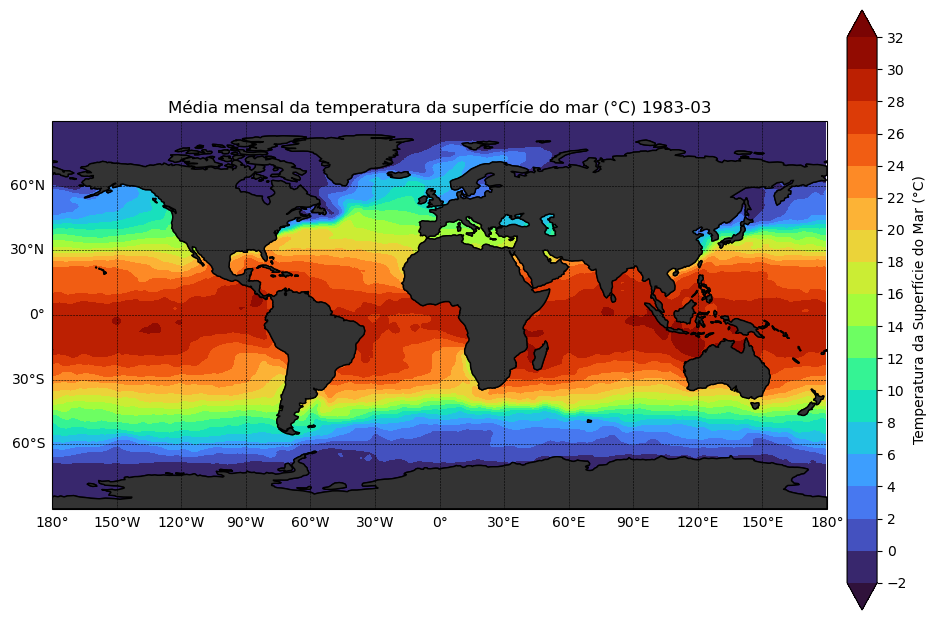 Média mensal da temperatura da superfície do mar (°C) 1983-03
60°N
30°N
0°
30°S
60°S
180° 150°W 120°W 90°W 60°W 30°W 0° 30°E 60°E 90°E 120°E 150°E 180°
32
30
28
26
24
22
20
18
16
14
12
10
8
6
4
2
0
−2
Temperatura da Superfície do Mar (°C)